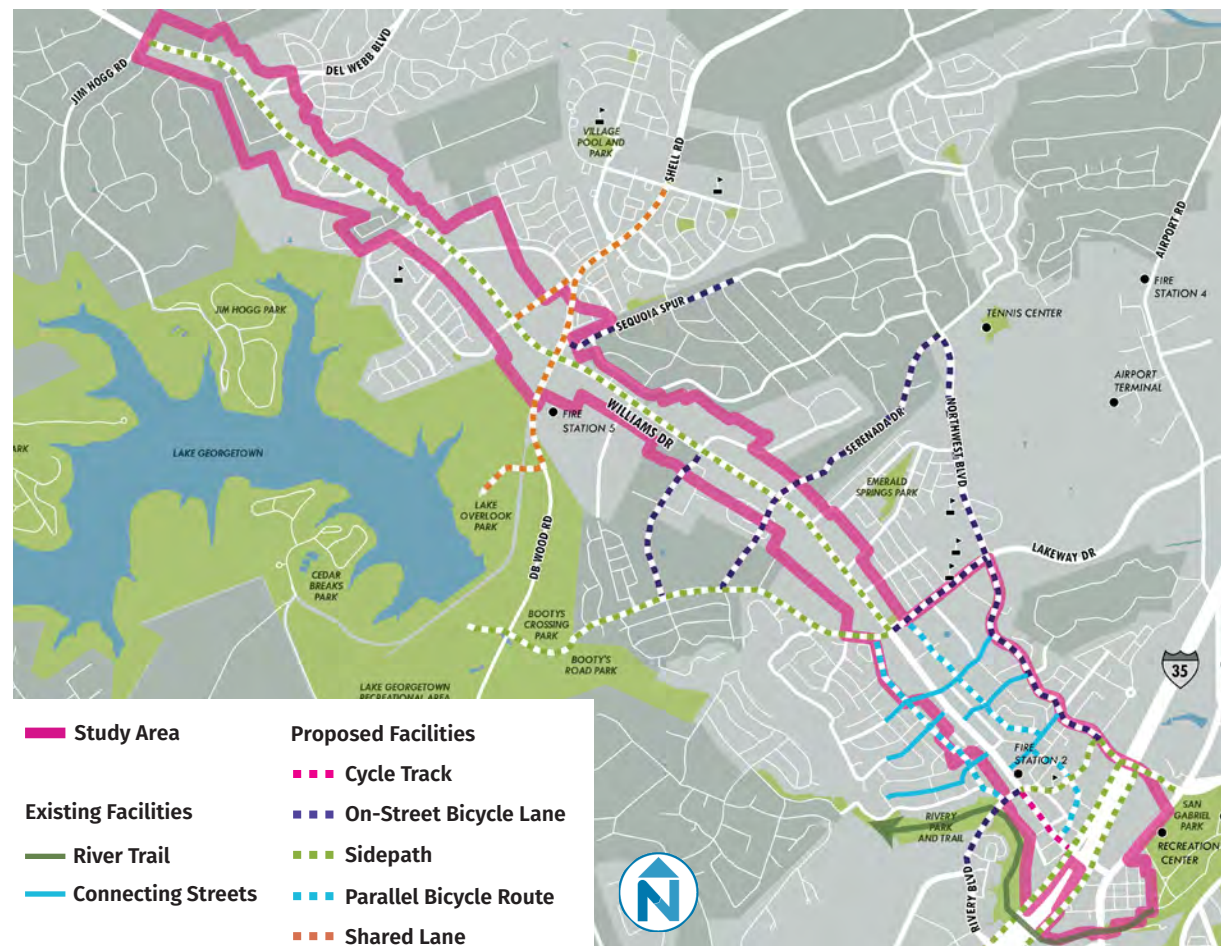 DEL WEBB BLVD
JIM HOGG RD
VILLAGE
POOL AND
PARK
SHELL RD
AIRPORT RD
FIRE
STATION 4
JIM HOGG PARK
SEQUOIA SPUR
TENNIS CENTER
AIRPORT
TERMINAL
FIRE
STATION 5
WILLIAMS DR
SERENADA DR
NORTHWEST BLVD
LAKE GEORGETOWN
EMERALD
SPRINGS PARK
LAKE
OVERLOOK
PARK
DB WOOD RD
LAKEWAY DR
CEDAR
BREAKS
PARK
BOOTYS
CROSSING
PARK
BOOTY'S
ROAD PARK
35
LAKE GEORGETOWN
RECREATIONAL AREA
FIRE
STATION 2
RIVERY
PARK
AND TRAIL
SAN
GABRIEL
PARK
RECREATION
CENTER
RIVERY BLVD
Study Area
Existing Facilities
River Trail
Connecting Streets
Proposed Facilities
Cycle Track
On-Street Bicycle Lane
Sidepath
Parallel Bicycle Route
Shared Lane
N